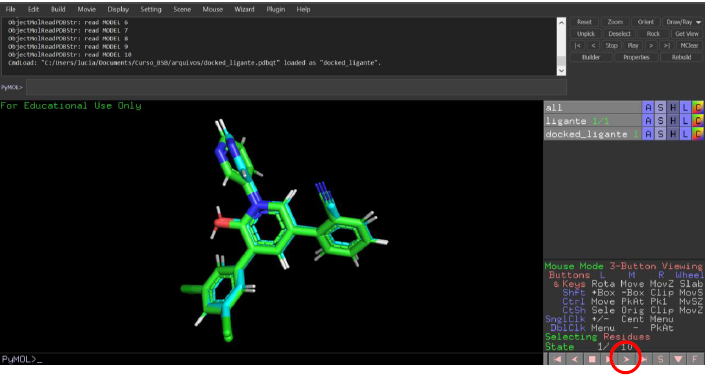 File Edit Build Movie Display Setting Scene Mouse Wizard Plugin Help
ObjectMolReadPDBStr: read MODEL 6
ObjectMolReadPDBStr: read MODEL 7
ObjectMolReadPDBStr: read MODEL 8
ObjectMolReadPDBStr: read MODEL 9
ObjectMolReadPDBStr: read MODEL 10
CmdLoad: "C:/Users/lucia/Documents/Curso_BSB/arquivos/docked_ligante.pdbqt" loaded as "docked_ligante".
Reset Zoom Orient Draw/Ray
Unpick Deselect Rock Get View
|< < Stop Play > >| MClear
Builder Properties Rebuild
PyMOL>
For Educational Use Only
all A S H L C
ligante 1/1 A S H L C
docked_ligante 1 A S H L C
Mouse Mode 3-Button Viewing
Buttons L M R Wheel
& Keys Rota Move MovZ Slab
Shft +Box -Box Clip MovS
Ctrl Move PkAt Pk1 MvSZ
CtSh Sele Orig Clip MovZ
SnglClk +/- Cent Menu
DblClk Menu - PkAt
Selecting Residues
State 1/ 10
PyMOL>_
S F